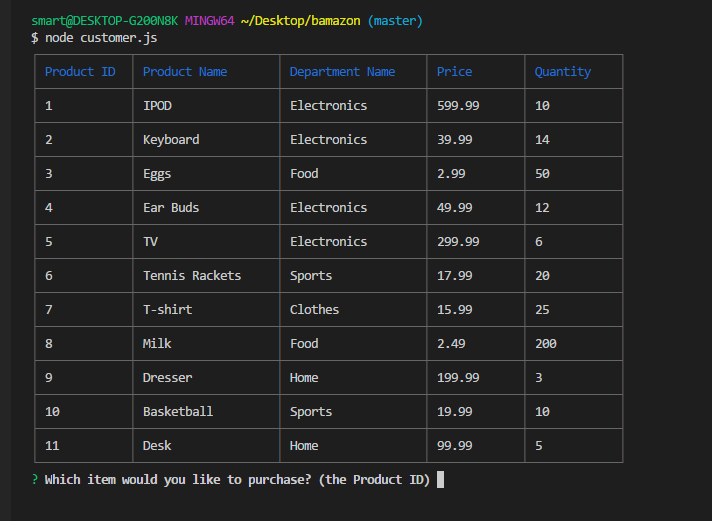 smart@DESKTOP-G200N8K MINGW64 ~/Desktop/bamazon (master)
$ node customer.js
Product ID Product Name Department Name Price Quantity
1 IPOD Electronics 599.99 10
2 Keyboard Electronics 39.99 14
3 Eggs Food 2.99 50
4 Ear Buds Electronics 49.99 12
5 TV Electronics 299.99 6
6 Tennis Rackets Sports 17.99 20
7 T-shirt Clothes 15.99 25
8 Milk Food 2.49 200
9 Dresser Home 199.99 3
10 Basketball Sports 19.99 10
11 Desk Home 99.99 5
? Which item would you like to purchase? (the Product ID)